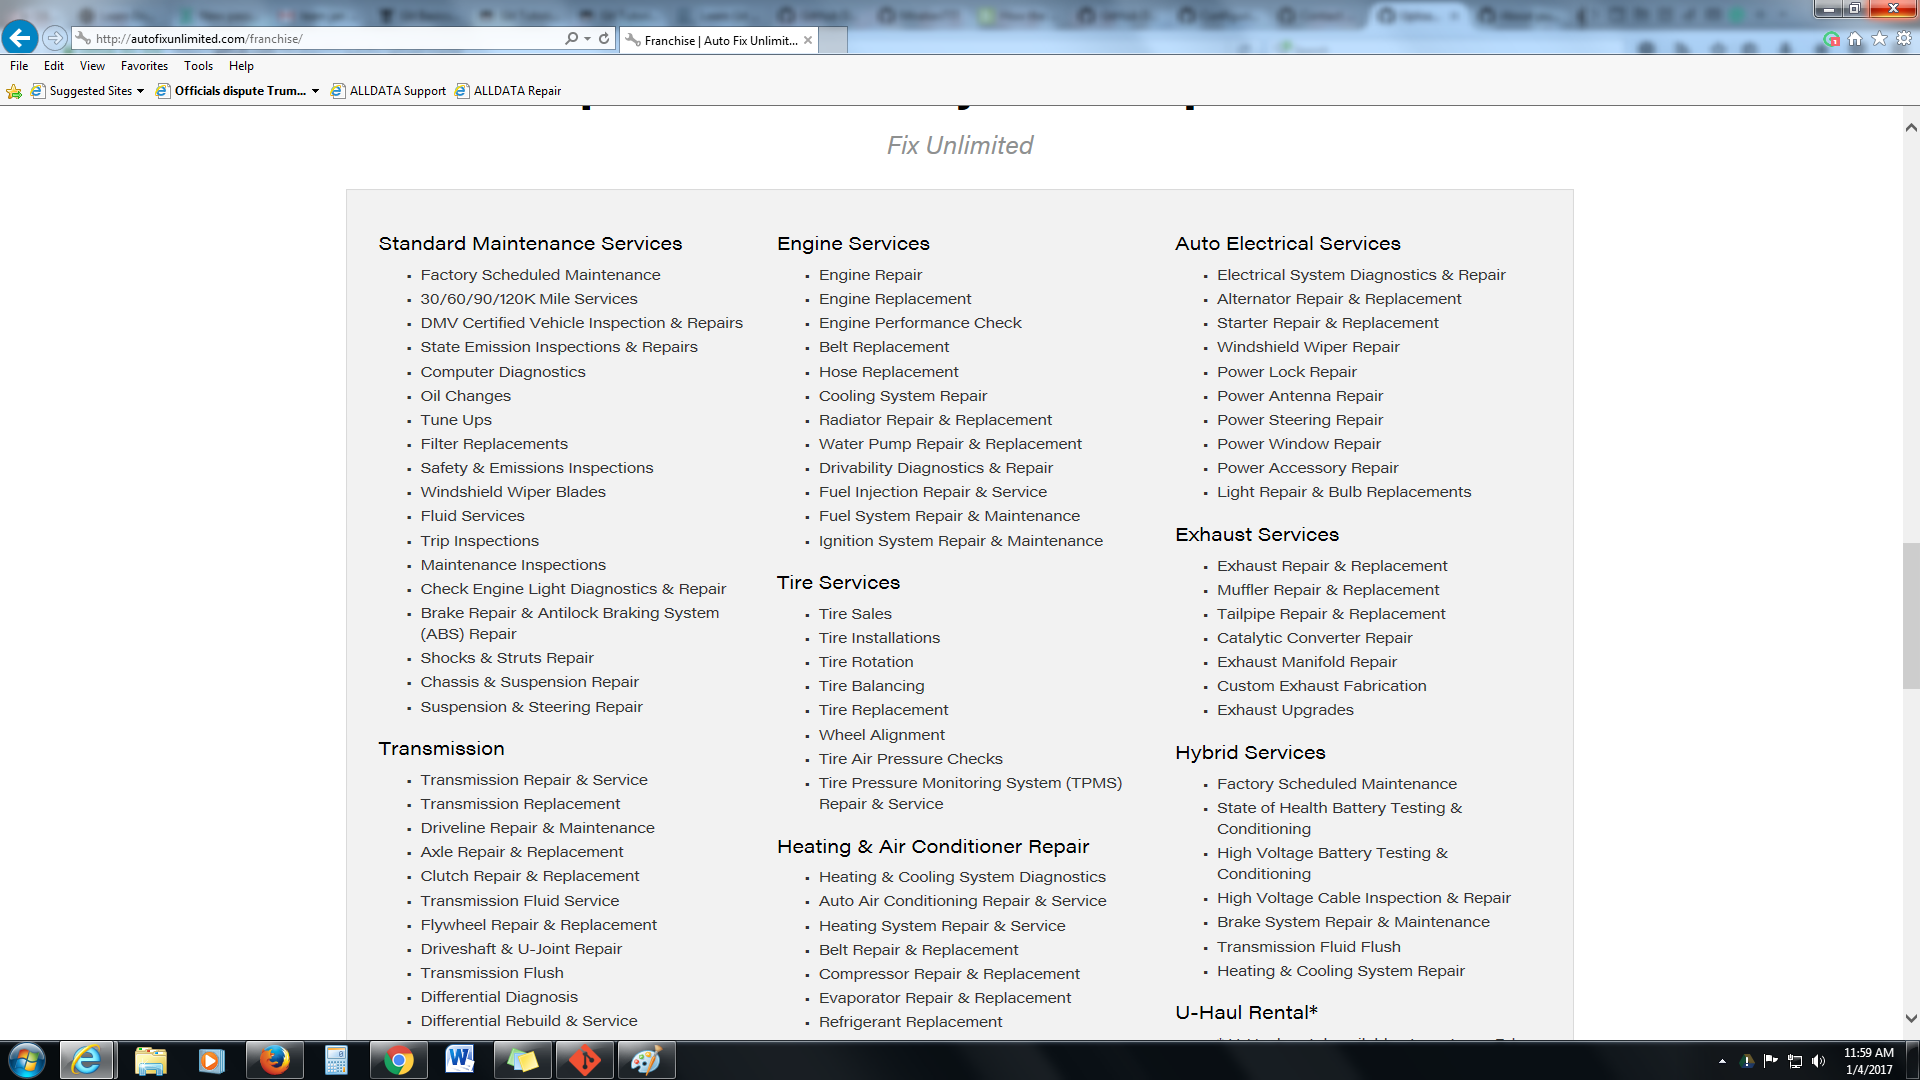 http://autofixunlimited.com/franchise/
Franchise | Auto Fix Unlimit...
File Edit View Favorites Tools Help
Suggested Sites Officials dispute Trum... ALLDATA Support ALLDATA Repair
Fix Unlimited
Standard Maintenance Services
Factory Scheduled Maintenance
30/60/90/120K Mile Services
DMV Certified Vehicle Inspection & Repairs
State Emission Inspections & Repairs
Computer Diagnostics
Oil Changes
Tune Ups
Filter Replacements
Safety & Emissions Inspections
Windshield Wiper Blades
Fluid Services
Trip Inspections
Maintenance Inspections
Check Engine Light Diagnostics & Repair
Brake Repair & Antilock Braking System
(ABS) Repair
Shocks & Struts Repair
Chassis & Suspension Repair
Suspension & Steering Repair
Transmission
Transmission Repair & Service
Transmission Replacement
Driveline Repair & Maintenance
Axle Repair & Replacement
Clutch Repair & Replacement
Transmission Fluid Service
Flywheel Repair & Replacement
Driveshaft & U-Joint Repair
Transmission Flush
Differential Diagnosis
Differential Rebuild & Service
Engine Services
Engine Repair
Engine Replacement
Engine Performance Check
Belt Replacement
Hose Replacement
Cooling System Repair
Radiator Repair & Replacement
Water Pump Repair & Replacement
Drivability Diagnostics & Repair
Fuel Injection Repair & Service
Fuel System Repair & Maintenance
Ignition System Repair & Maintenance
Tire Services
Tire Sales
Tire Installations
Tire Rotation
Tire Balancing
Tire Replacement
Wheel Alignment
Tire Air Pressure Checks
Tire Pressure Monitoring System (TPMS)
Repair & Service
Heating & Air Conditioner Repair
Heating & Cooling System Diagnostics
Auto Air Conditioning Repair & Service
Heating System Repair & Service
Belt Repair & Replacement
Compressor Repair & Replacement
Evaporator Repair & Replacement
Refrigerant Replacement
Auto Electrical Services
Electrical System Diagnostics & Repair
Alternator Repair & Replacement
Starter Repair & Replacement
Windshield Wiper Repair
Power Lock Repair
Power Antenna Repair
Power Steering Repair
Power Window Repair
Power Accessory Repair
Light Repair & Bulb Replacements
Exhaust Services
Exhaust Repair & Replacement
Muffler Repair & Replacement
Tailpipe Repair & Replacement
Catalytic Converter Repair
Exhaust Manifold Repair
Custom Exhaust Fabrication
Exhaust Upgrades
Hybrid Services
Factory Scheduled Maintenance
State of Health Battery Testing &
Conditioning
High Voltage Battery Testing &
Conditioning
High Voltage Cable Inspection & Repair
Brake System Repair & Maintenance
Transmission Fluid Flush
Heating & Cooling System Repair
U-Haul Rental*
11:59 AM
1/4/2017